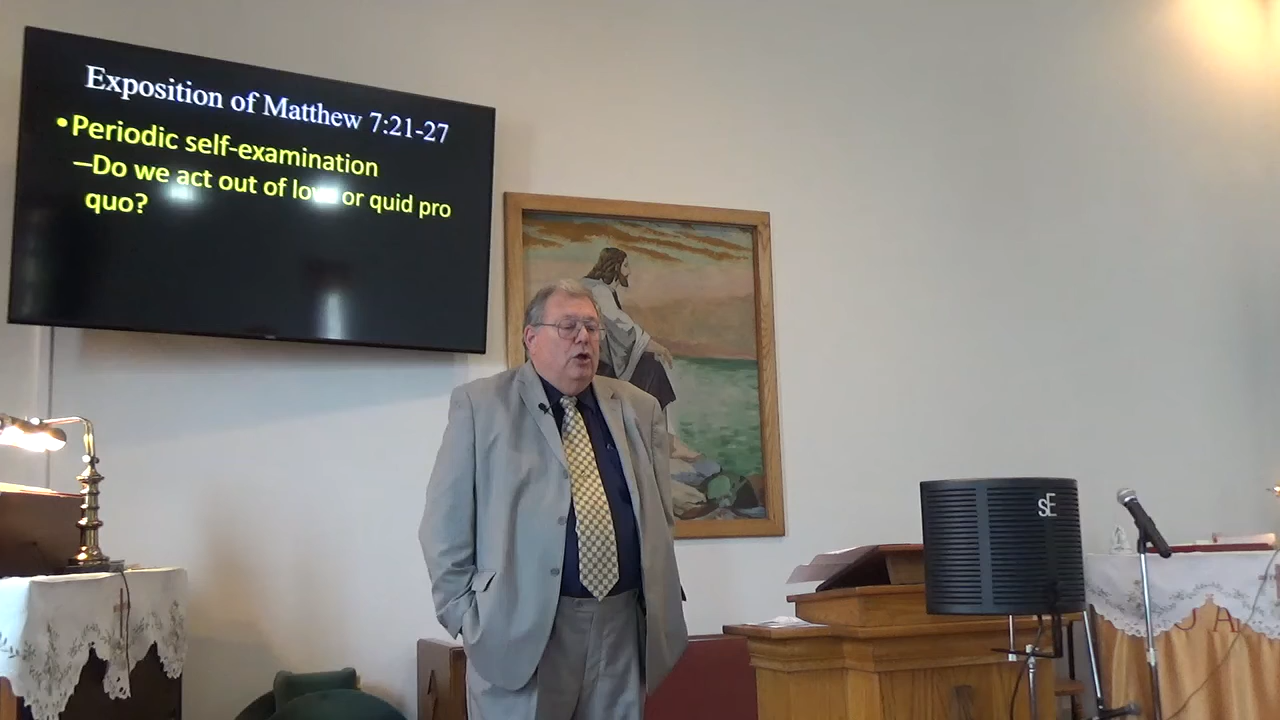 Exposition of Matthew 7:21-27
•Periodic self-examination
–Do we act out of love or quid pro
quo?
sE